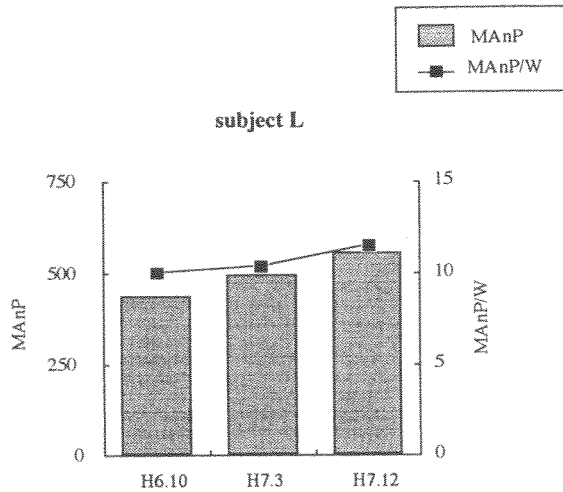 MAnP
MAnP/W
subject L
750
500
250
0
MAnP
15
10
5
0
MAnP/W
H6.10
H7.3
H7.12